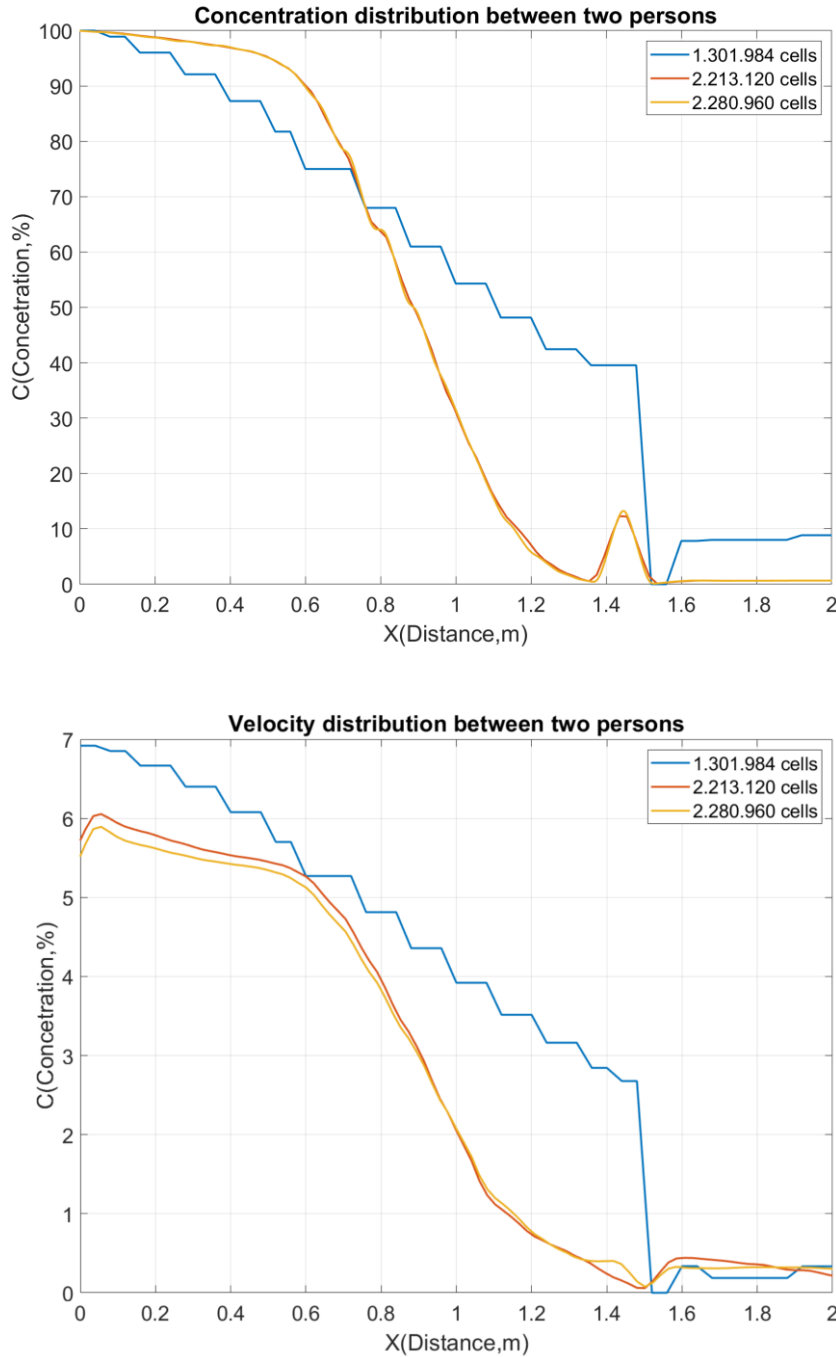 Concentration distribution between two persons
100
90
80
70
60
50
40
30
20
10
0
C(Concetration,%)
1.301.984 cells
2.213.120 cells
2.280.960 cells
0 0.2 0.4 0.6 0.8 1 1.2 1.4 1.6 1.8 2
X(Distance,m)
Velocity distribution between two persons
7
6
5
4
3
2
1
0
C(Concetration,%)
1.301.984 cells
2.213.120 cells
2.280.960 cells
0 0.2 0.4 0.6 0.8 1 1.2 1.4 1.6 1.8 2
X(Distance,m)